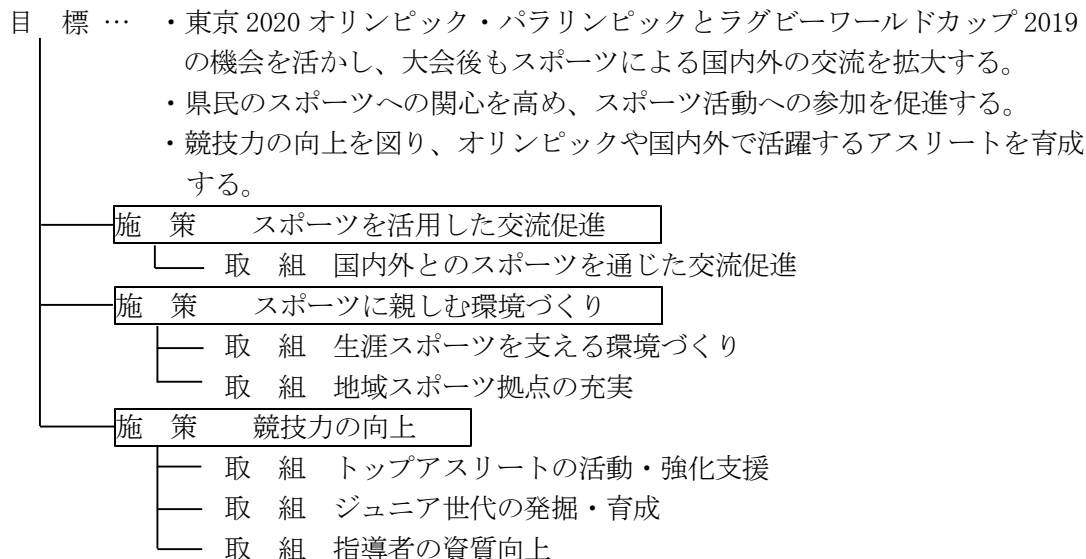 目　標 …　・東京 2020 オリンピック・パラリンピックとラグビーワールドカップ 2019
の機会を活かし、大会後もスポーツによる国内外の交流を拡大する。
・県民のスポーツへの関心を高め、スポーツ活動への参加を促進する。
・競技力の向上を図り、オリンピックや国内外で活躍するアスリートを育成
する。
施　策　　スポーツを活用した交流促進
取　組　国内外とのスポーツを通じた交流促進
施　策　　スポーツに親しむ環境づくり
取　組　生涯スポーツを支える環境づくり
取　組　地域スポーツ拠点の充実
施　策　　競技力の向上
取　組　トップアスリートの活動・強化支援
取　組　ジュニア世代の発掘・育成
取　組　指導者の資質向上